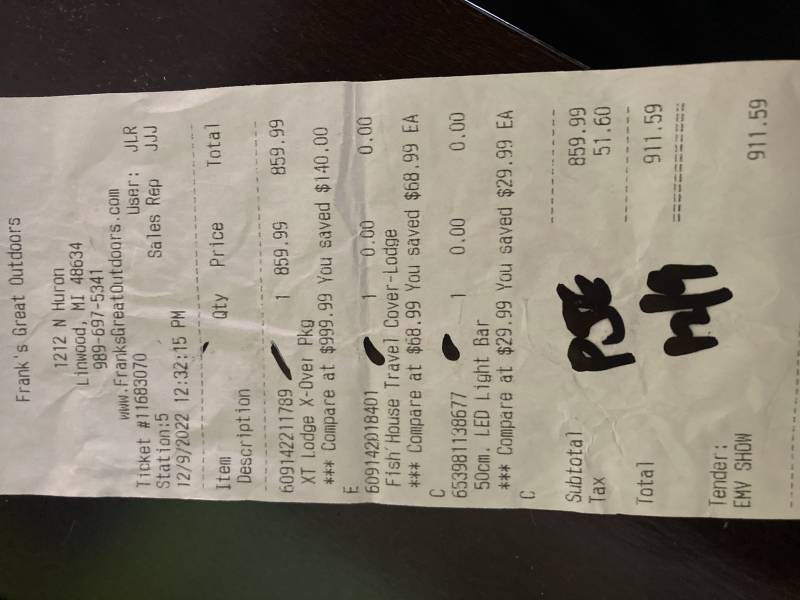 Frank's Great Outdoors
1212 N Huron
Linwood, MI 48634
989-697-5341
www.FranksGreatOutdoors.com
Ticket #11683070 User: JLR
Station:5 Sales Rep JJJ
12/9/2022 12:32:15 PM
Item Qty Price Total
Description
609142211789 1 859.99 859.99
XT Lodge X-Over Pkg
*** Compare at $999.99 You saved $140.00
E
609142018401 1 0.00 0.00
Fish House Travel Cover-Lodge
*** Compare at $68.99 You saved $68.99 EA
C
653981138677 1 0.00 0.00
50cm. LED Light Bar
*** Compare at $29.99 You saved $29.99 EA
C
Subtotal 859.99
Tax 51.60
Total 911.59
Tender:
EMV SHOW 911.59
12/9